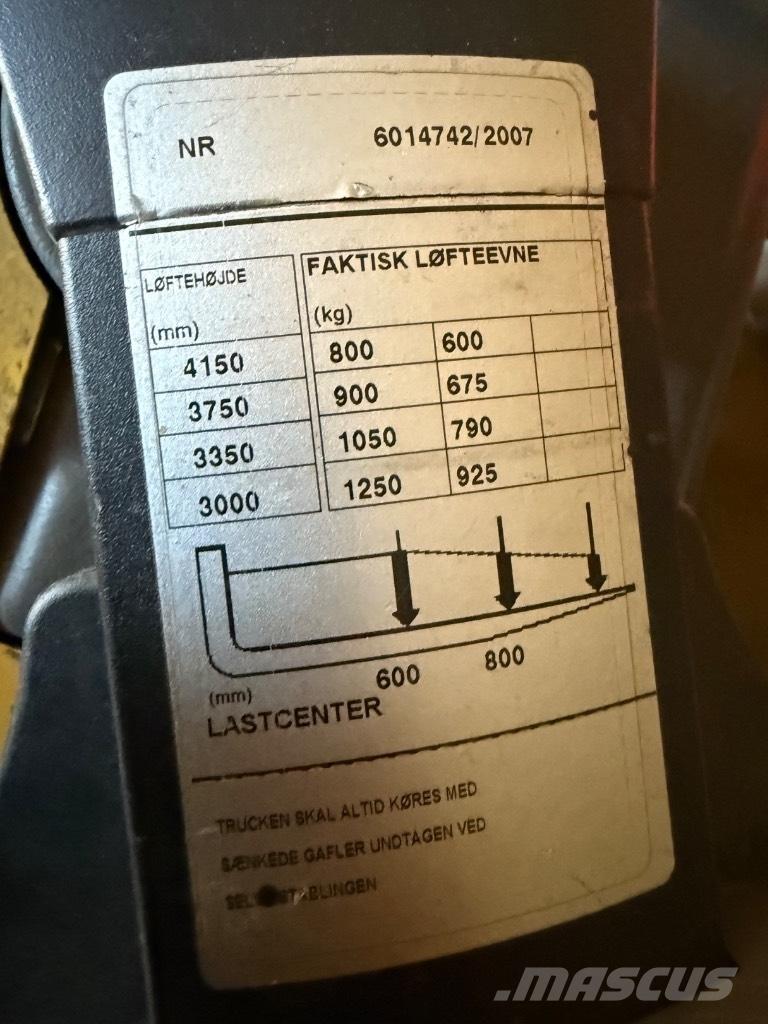 NR 6014742/2007
LØFTEHØJDE FAKTISK LØFTEEVNE
(mm) (kg)
4150 800 600
3750 900 675
3350 1050 790
3000 1250 925
600 800
(mm)
LASTCENTER
TRUCKEN SKAL ALTID KØRES MED
SÆNKEDE GAFLER UNDTAGEN VED
.MASCUS